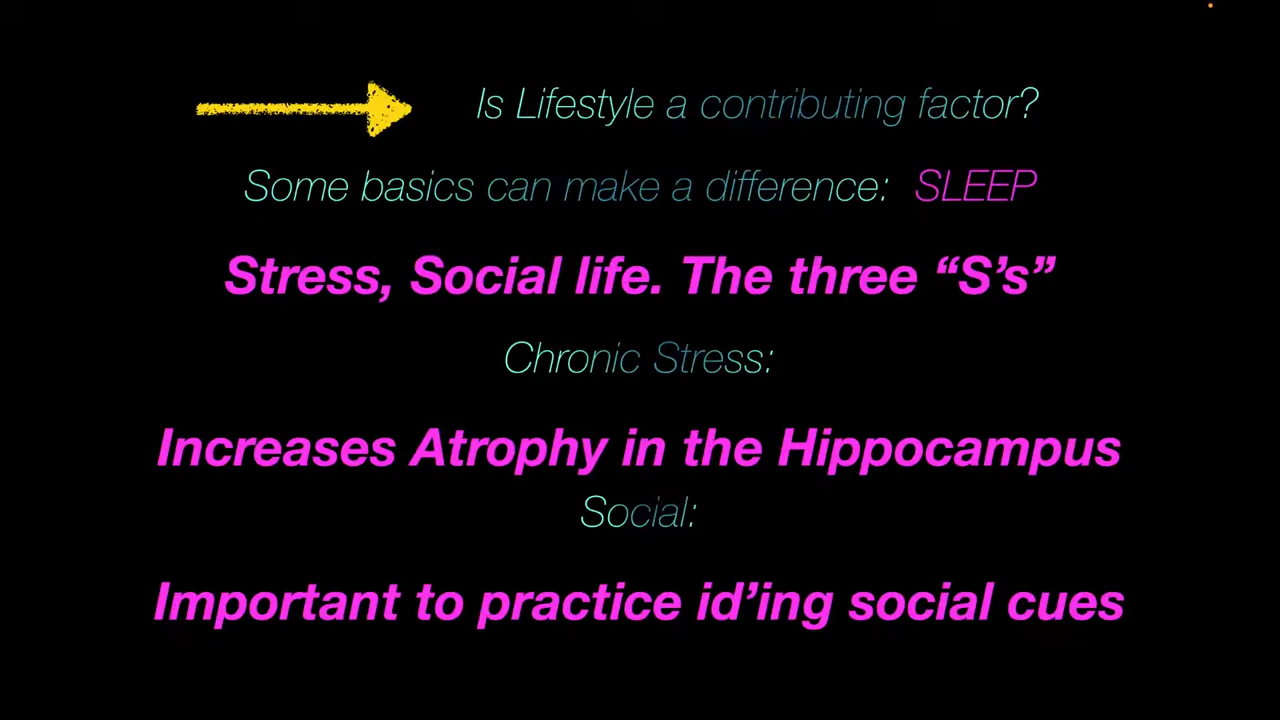 Is Lifestyle a contributing factor?
Some basics can make a difference: SLEEP
Stress, Social life. The three “S’s”
Chronic Stress:
Increases Atrophy in the Hippocampus
Social:
Important to practice id’ing social cues